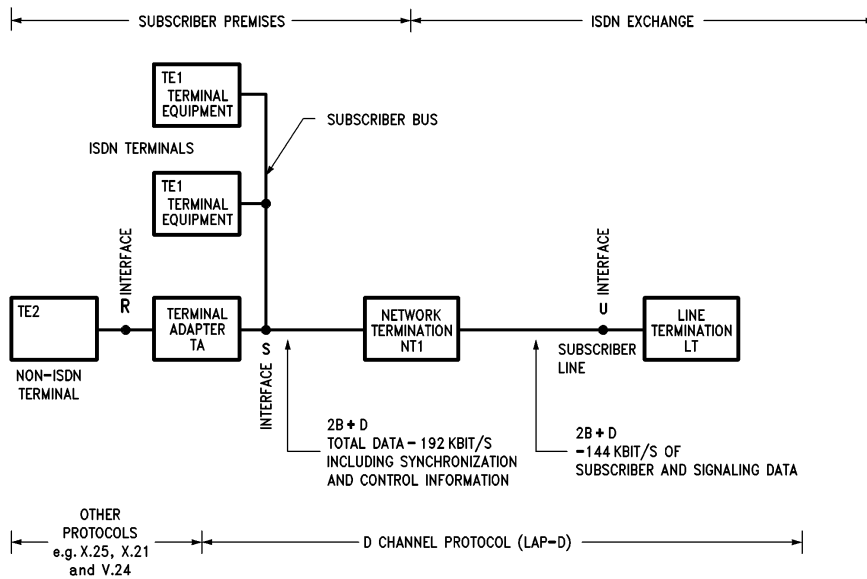 SUBSCRIBER PREMISES
ISDN EXCHANGE
TE1
TERMINAL
EQUIPMENT
SUBSCRIBER BUS
ISDN TERMINALS
TE1
TERMINAL
EQUIPMENT
R INTERFACE
U INTERFACE
TE2
TERMINAL
ADAPTER
TA
NETWORK
TERMINATION
NT1
LINE
TERMINATION
LT
S INTERFACE
SUBSCRIBER
LINE
NON-ISDN
TERMINAL
2B + D
TOTAL DATA - 192 KBIT/S
INCLUDING SYNCHRONIZATION
AND CONTROL INFORMATION
2B + D
-144 KBIT/S OF
SUBSCRIBER AND SIGNALING DATA
OTHER
PROTOCOLS
e.g. X.25, X.21
and V.24
D CHANNEL PROTOCOL (LAP-D)